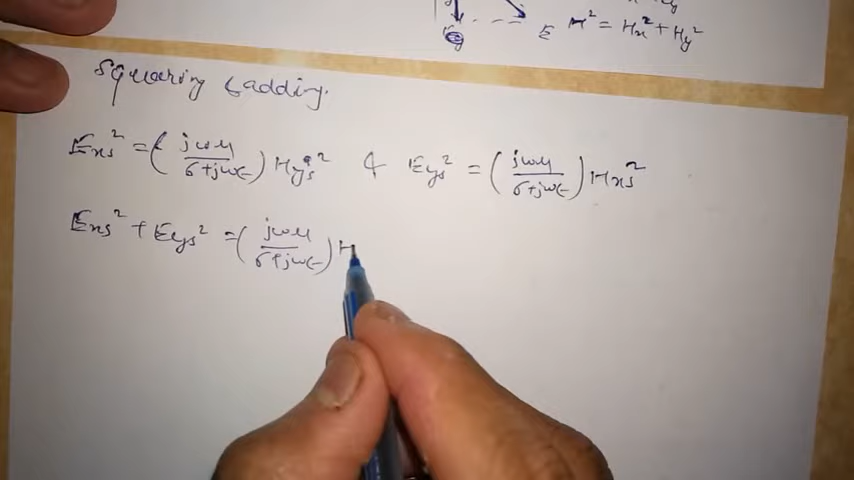 E H² = Hx² + Hy²
Squaring & adding.
Exs² = (jωμ / σ+jωϵ) Hys² & Eys² = (jωμ / σ+jωϵ) Hxs²
Exs² + Eys² = (jωμ / σ+jωϵ) H